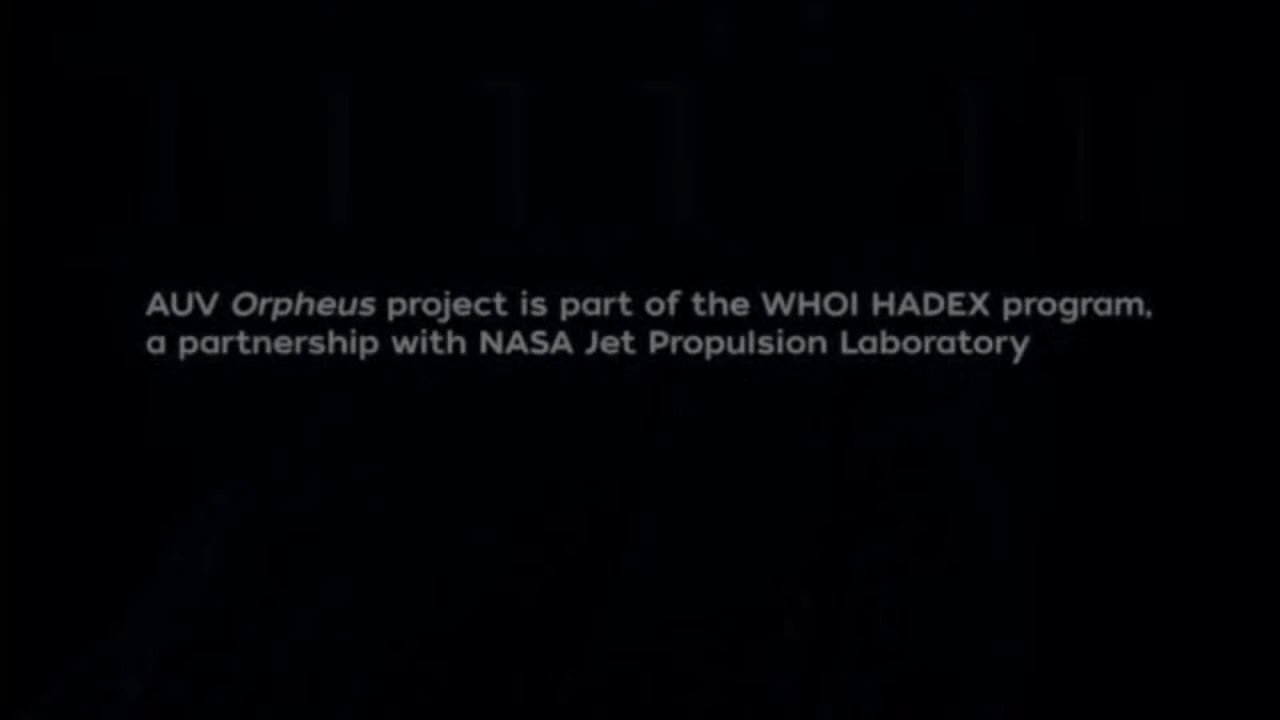 AUV Orpheus project is part of the WHOI HADEX program,
a partnership with NASA Jet Propulsion Laboratory